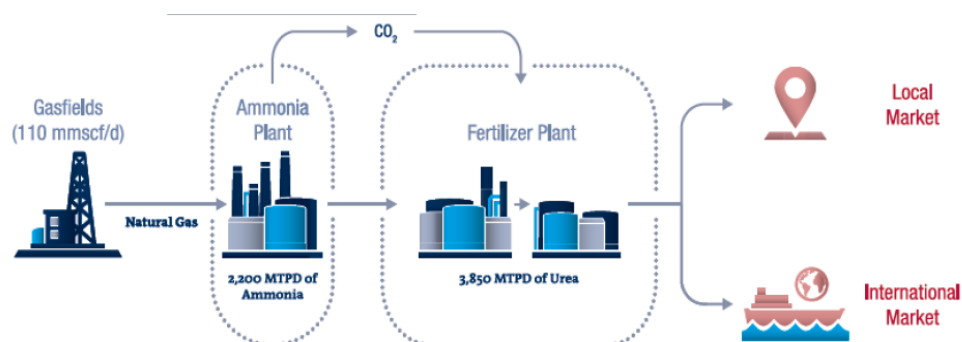 CO₂
Gasfields
(110 mmscf/d)
Natural Gas
Ammonia
Plant
2,200 MTPD of
Ammonia
Fertilizer Plant
3,850 MTPD of Urea
Local
Market
International
Market